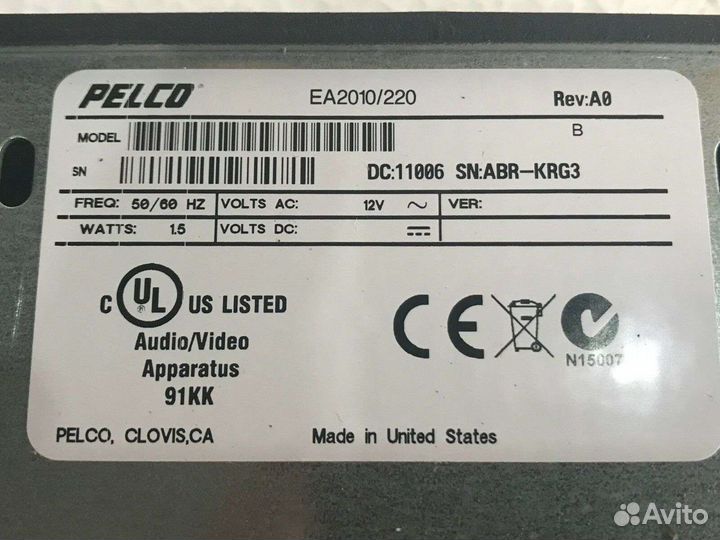 PELCO EA2010/220 Rev:A0
MODEL B
SN DC:11006 SN:ABR-KRG3
FREQ: 50/60 HZ VOLTS AC: 12V VER:
WATTS: 1.5 VOLTS DC:
C UL US LISTED
Audio/Video
Apparatus
91KK
CE
N15007
PELCO, CLOVIS,CA Made in United States
Avito